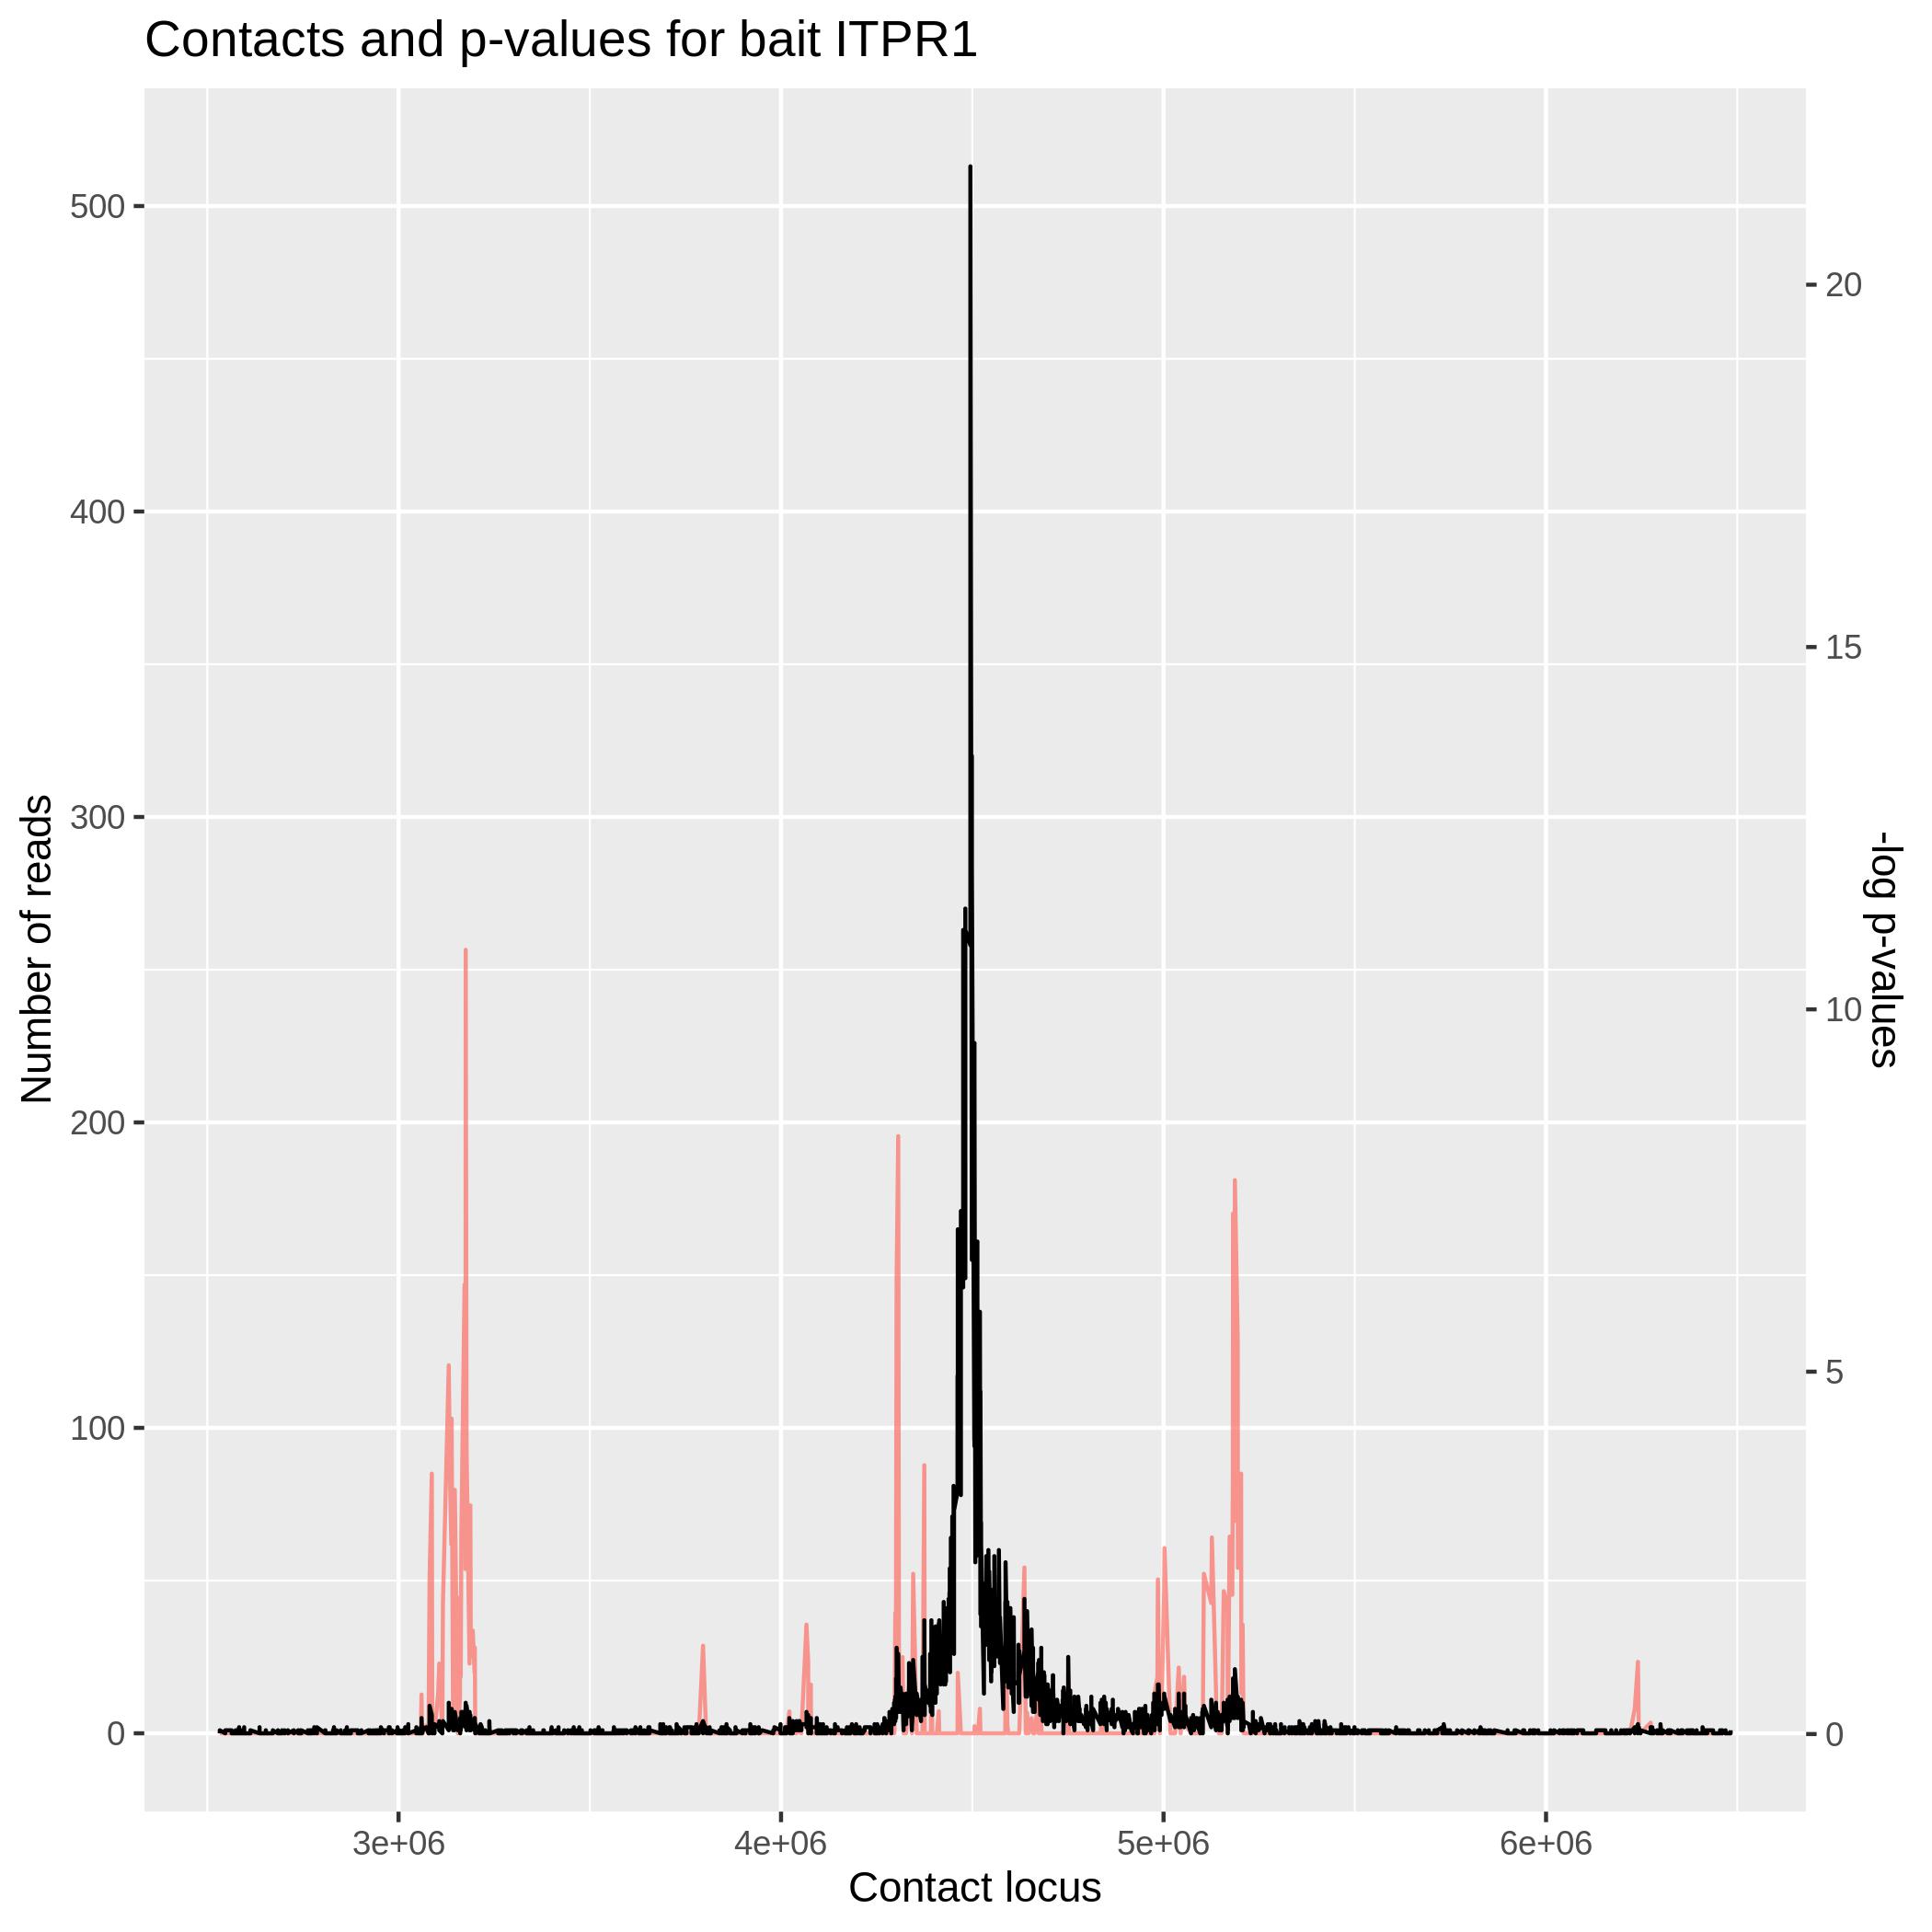 Contacts and p-values for bait ITPR1
500
400
300
200
100
0
Number of reads
20
15
10
5
0
-log p-values
3e+06
4e+06
5e+06
6e+06
Contact locus